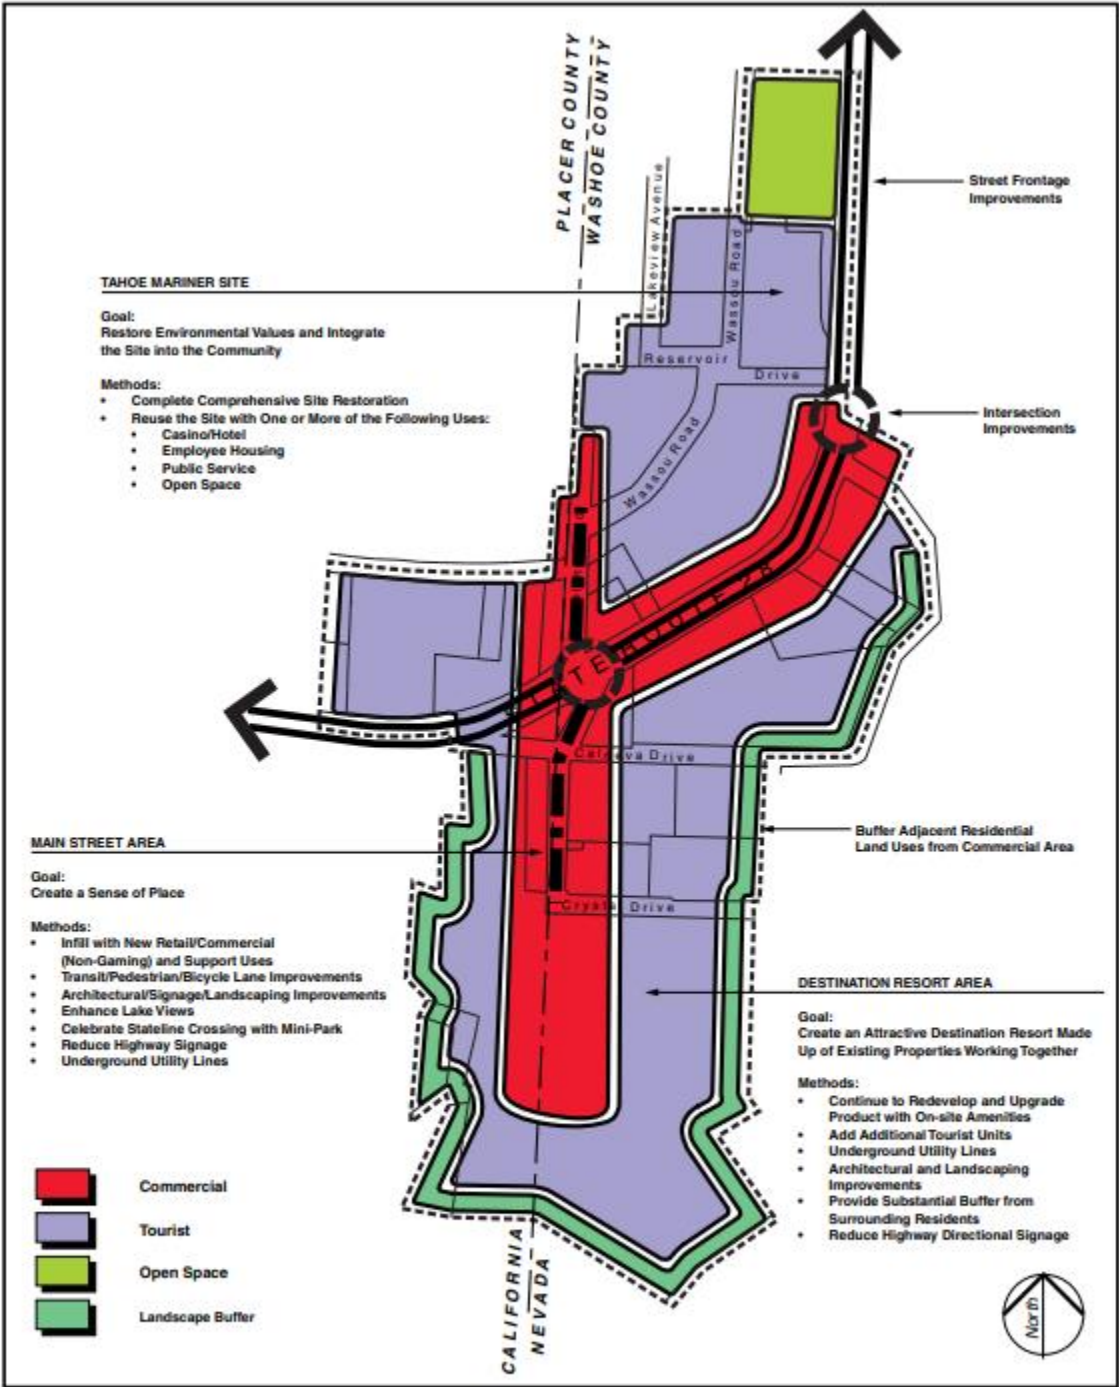 PLACER COUNTY
WASHOE COUNTY
Street Frontage
Improvements
Lakeview Avenue
Wassou Road
TAHOE MARINER SITE
Goal:
Restore Environmental Values and Integrate
the Site into the Community
Methods:
• Complete Comprehensive Site Restoration
• Reuse the Site with One or More of the Following Uses:
• Casino/Hotel
• Employee Housing
• Public Service
• Open Space
Reservoir
Drive
Intersection
Improvements
Wassou Road
ROUTE 28
Drive
Buffer Adjacent Residential
Land Uses from Commercial Area
MAIN STREET AREA
Goal:
Create a Sense of Place
Methods:
• Infill with New Retail/Commercial
(Non-Gaming) and Support Uses
• Transit/Pedestrian/Bicycle Lane Improvements
• Architectural/Signage/Landscaping Improvements
• Enhance Lake Views
• Celebrate Stateline Crossing with Mini-Park
• Reduce Highway Signage
• Underground Utility Lines
Crystal Drive
DESTINATION RESORT AREA
Goal:
Create an Attractive Destination Resort Made
Up of Existing Properties Working Together
Methods:
• Continue to Redevelop and Upgrade
Product with On-site Amenities
• Add Additional Tourist Units
• Underground Utility Lines
• Architectural and Landscaping
Improvements
• Provide Substantial Buffer from
Surrounding Residents
• Reduce Highway Directional Signage
Commercial
Tourist
Open Space
Landscape Buffer
CALIFORNIA
NEVADA
North